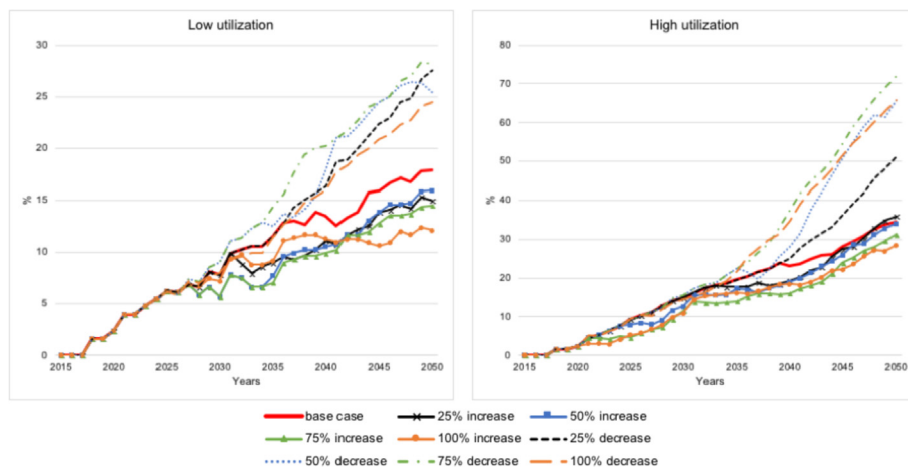 Low utilization
30
25
20
15
10
5
0
%
2015 2020 2025 2030 2035 2040 2045 2050
Years
High utilization
80
70
60
50
40
30
20
10
0
%
2015 2020 2025 2030 2035 2040 2045 2050
Years
base case 25% increase 50% increase
75% increase 100% increase 25% decrease
50% decrease 75% decrease 100% decrease